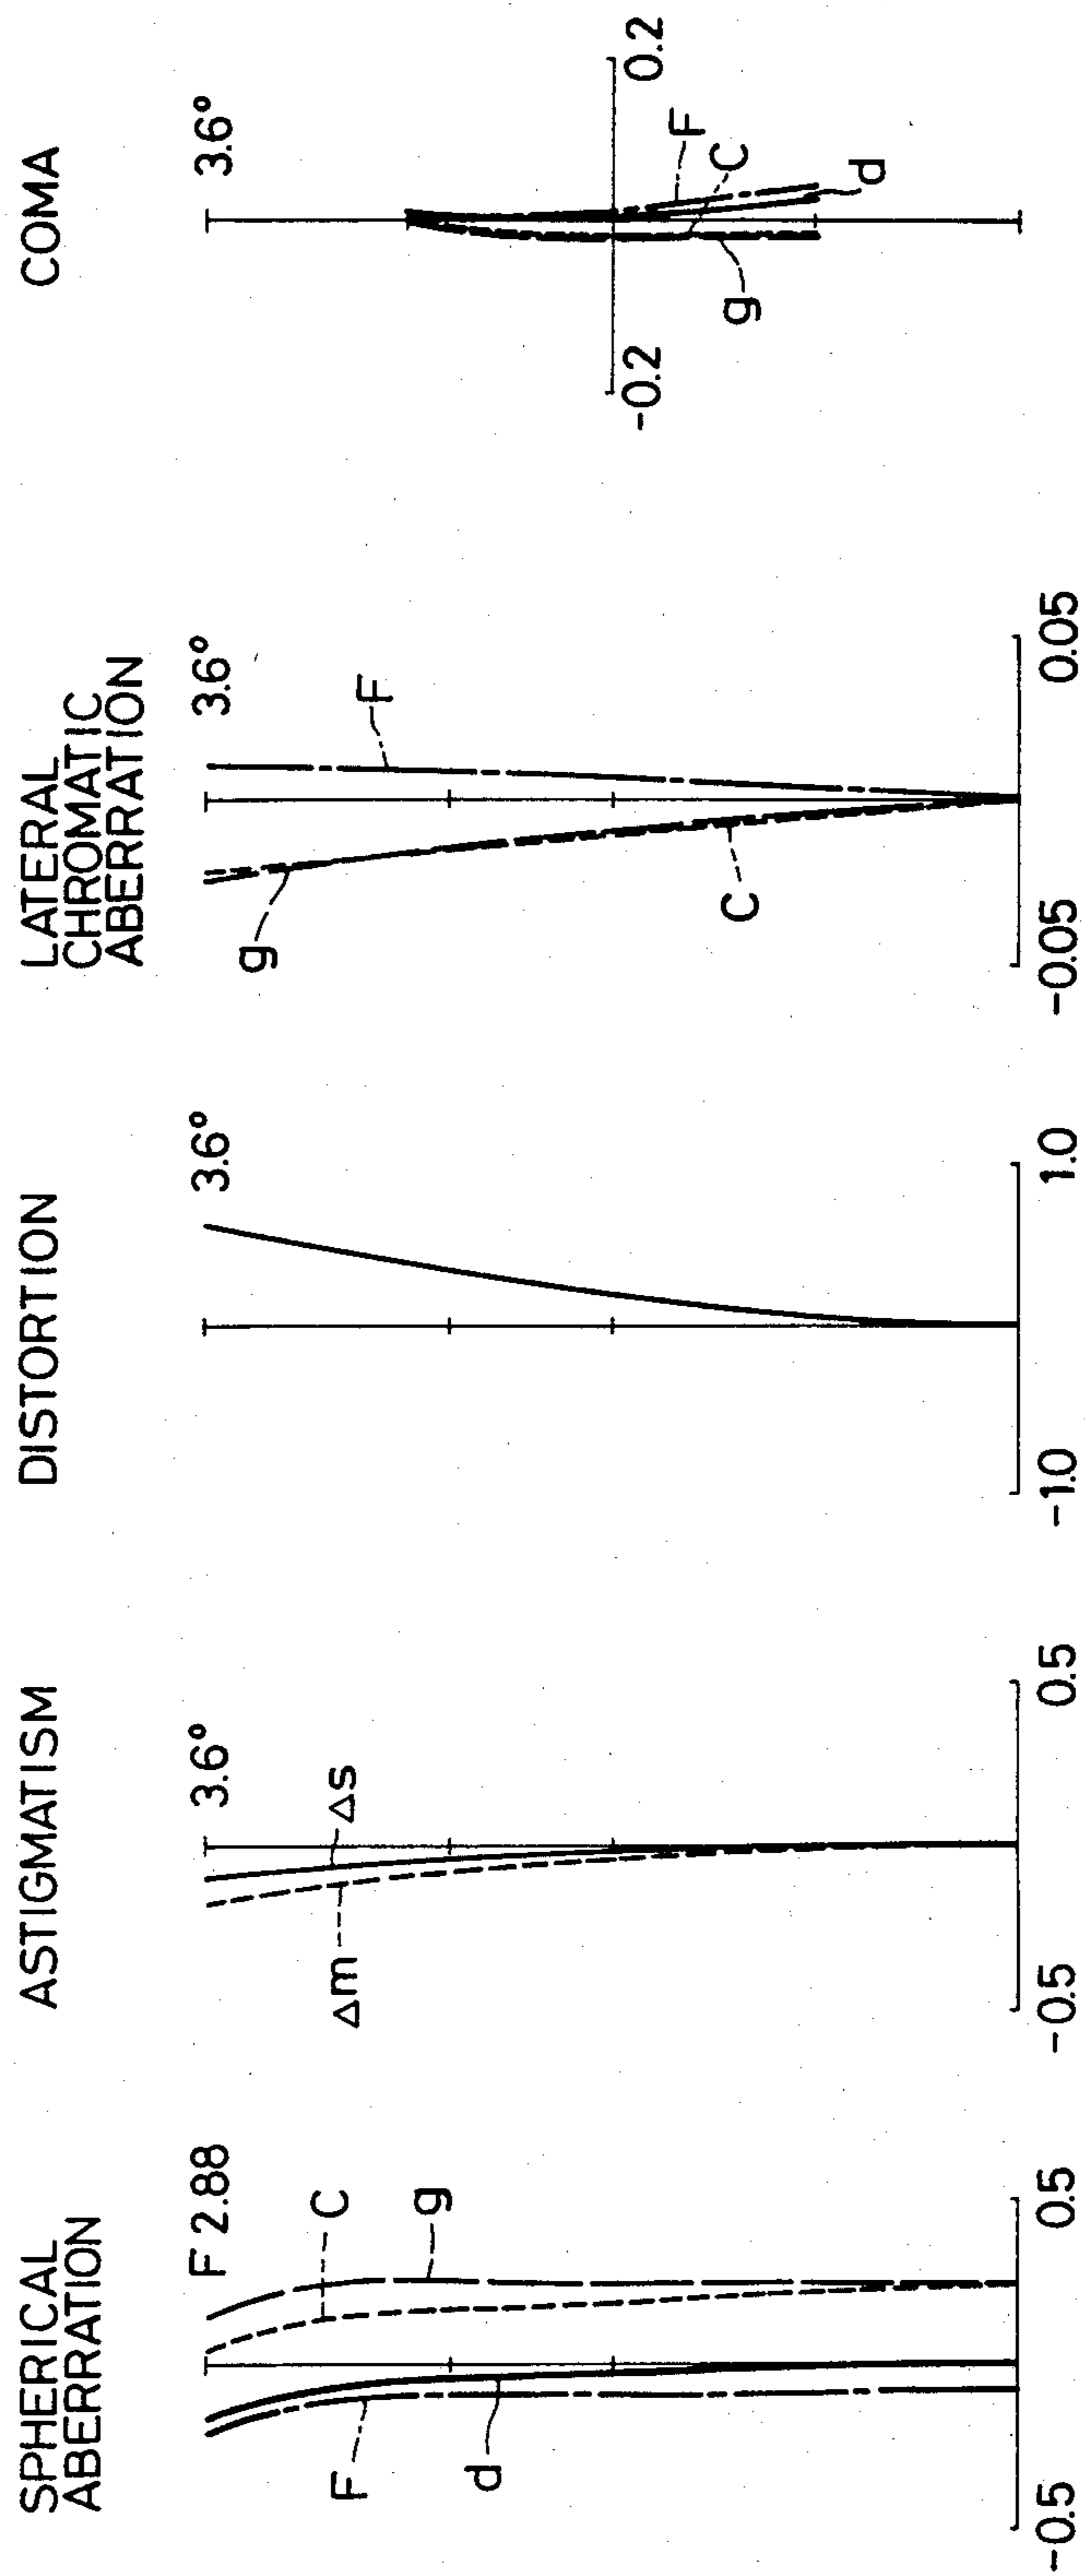 SPHERICAL
ABERRATION
F 2.88
C
g
F
d
-0.5
0.5
ASTIGMATISM
3.6°
Δs
Δm
-0.5
0.5
DISTORTION
3.6°
-1.0
1.0
LATERAL
CHROMATIC
ABERRATION
3.6°
F
g
C
-0.05
0.05
COMA
3.6°
-0.2
0.2
F
C
g
d